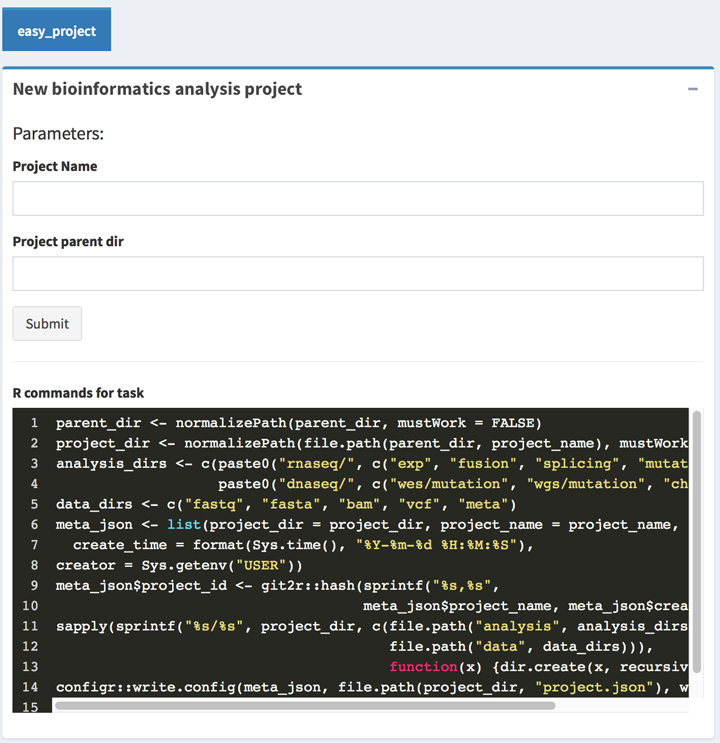 easy_project
New bioinformatics analysis project
Parameters:
Project Name
Project parent dir
Submit
R commands for task
1 parent_dir <- normalizePath(parent_dir, mustWork = FALSE)
2 project_dir <- normalizePath(file.path(parent_dir, project_name), mustWork
3 analysis_dirs <- c(paste0("rnaseq/", c("exp", "fusion", "splicing", "mutat
4 paste0("dnaseq/", c("wes/mutation", "wgs/mutation", "ch
5 data_dirs <- c("fastq", "fasta", "bam", "vcf", "meta")
6 meta_json <- list(project_dir = project_dir, project_name = project_name,
7 create_time = format(Sys.time(), "%Y-%m-%d %H:%M:%S"),
8 creator = Sys.getenv("USER"))
9 meta_json$project_id <- git2r::hash(sprintf("%s,%s",
10 meta_json$project_name, meta_json$crea
11 sapply(sprintf("%s/%s", project_dir, c(file.path("analysis", analysis_dirs
12 file.path("data", data_dirs))),
13 function(x) {dir.create(x, recursiv
14 configr::write.config(meta_json, file.path(project_dir, "project.json"), w
15